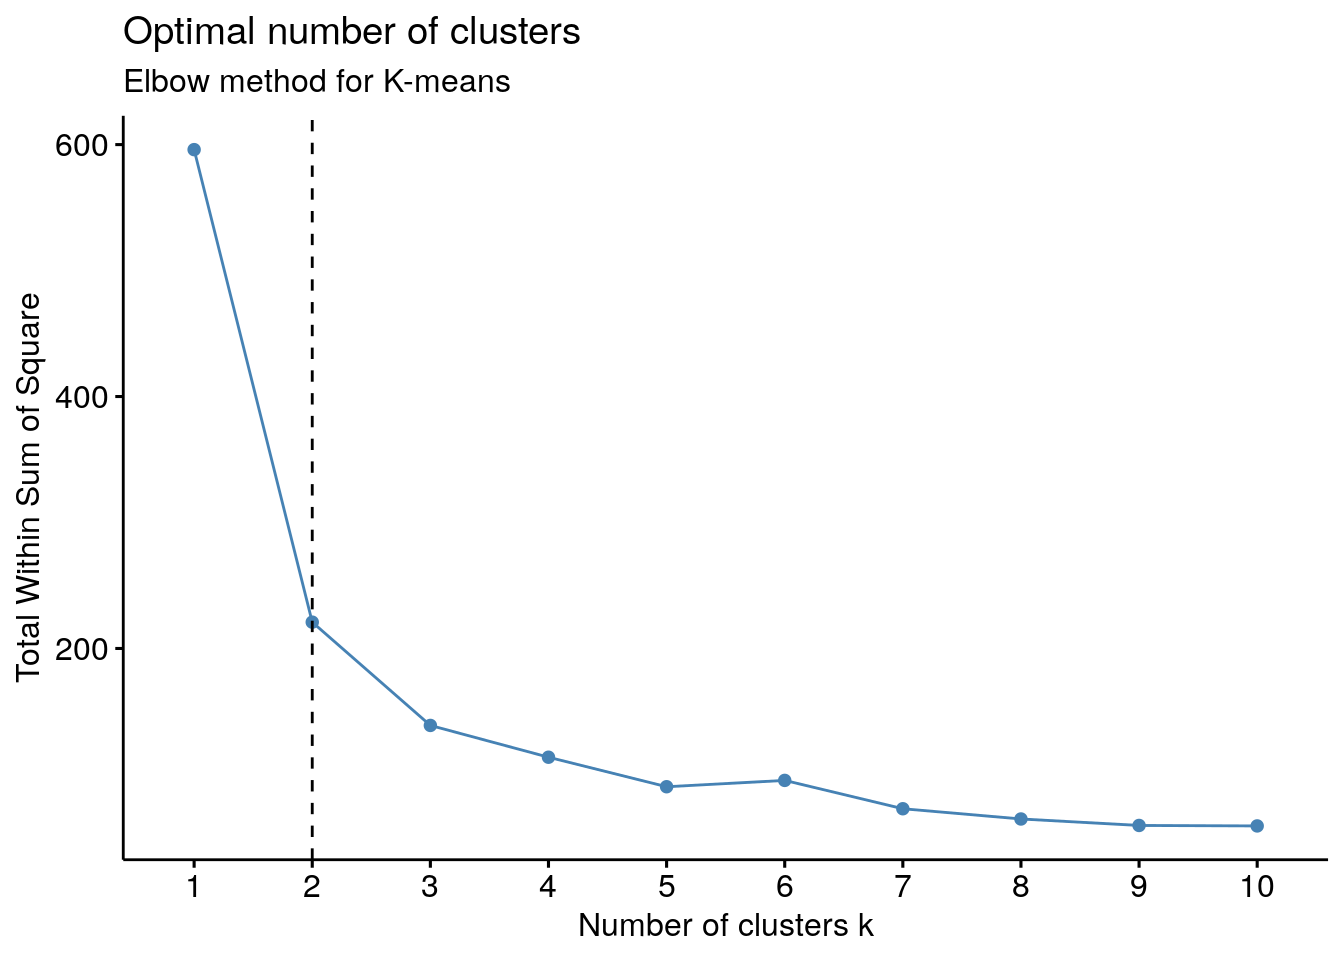 Optimal number of clusters
Elbow method for K-means
600
400
200
Total Within Sum of Square
1 2 3 4 5 6 7 8 9 10
Number of clusters k